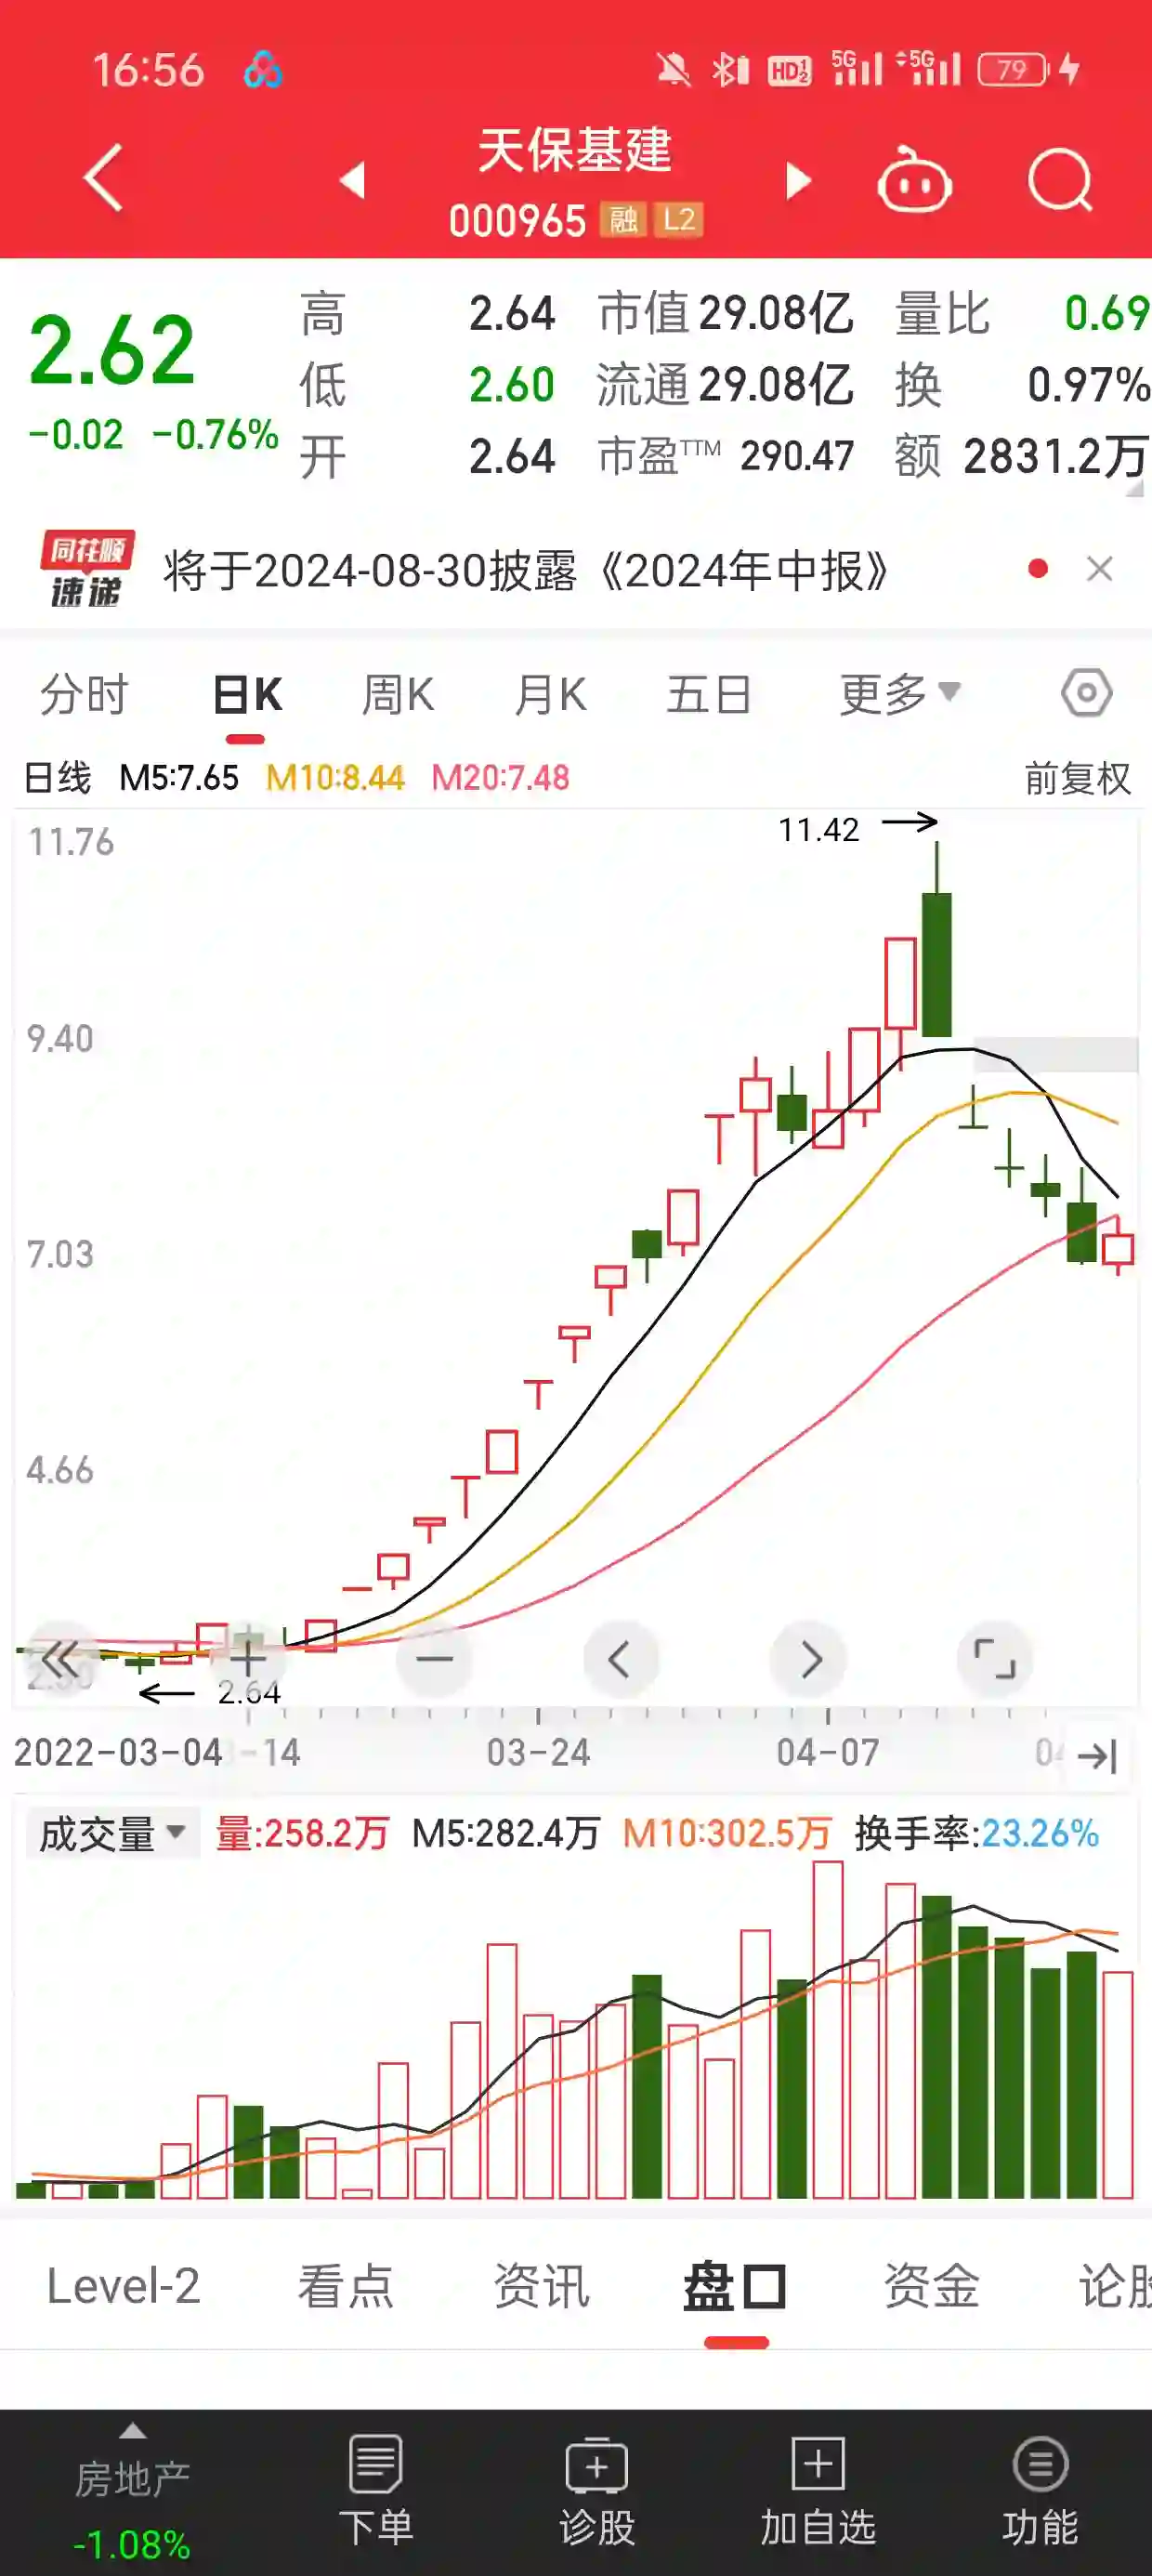 16:56 HD 1 2 5G 5G 79
天保基建
000965 融 L2
2.62 高 2.64 市值 29.08亿 量比 0.69
低 2.60 流通 29.08亿 换 0.97%
-0.02 -0.76% 开 2.64 市盈TTM 290.47 额 2831.2万
同花顺
速递
将于2024-08-30披露《2024年中报》
分时 日K 周K 月K 五日 更多
日线 M5:7.65 M10:8.44 M20:7.48 前复权
11.42
11.76
9.40
7.03
4.66
2.64
2022-03-04 -14 03-24 04-07
成交量 量:258.2万 M5:282.4万 M10:302.5万 换手率:23.26%
Level-2 看点 资讯 盘口 资金 论股
房地产
-1.08%
下单 诊股 加自选 功能